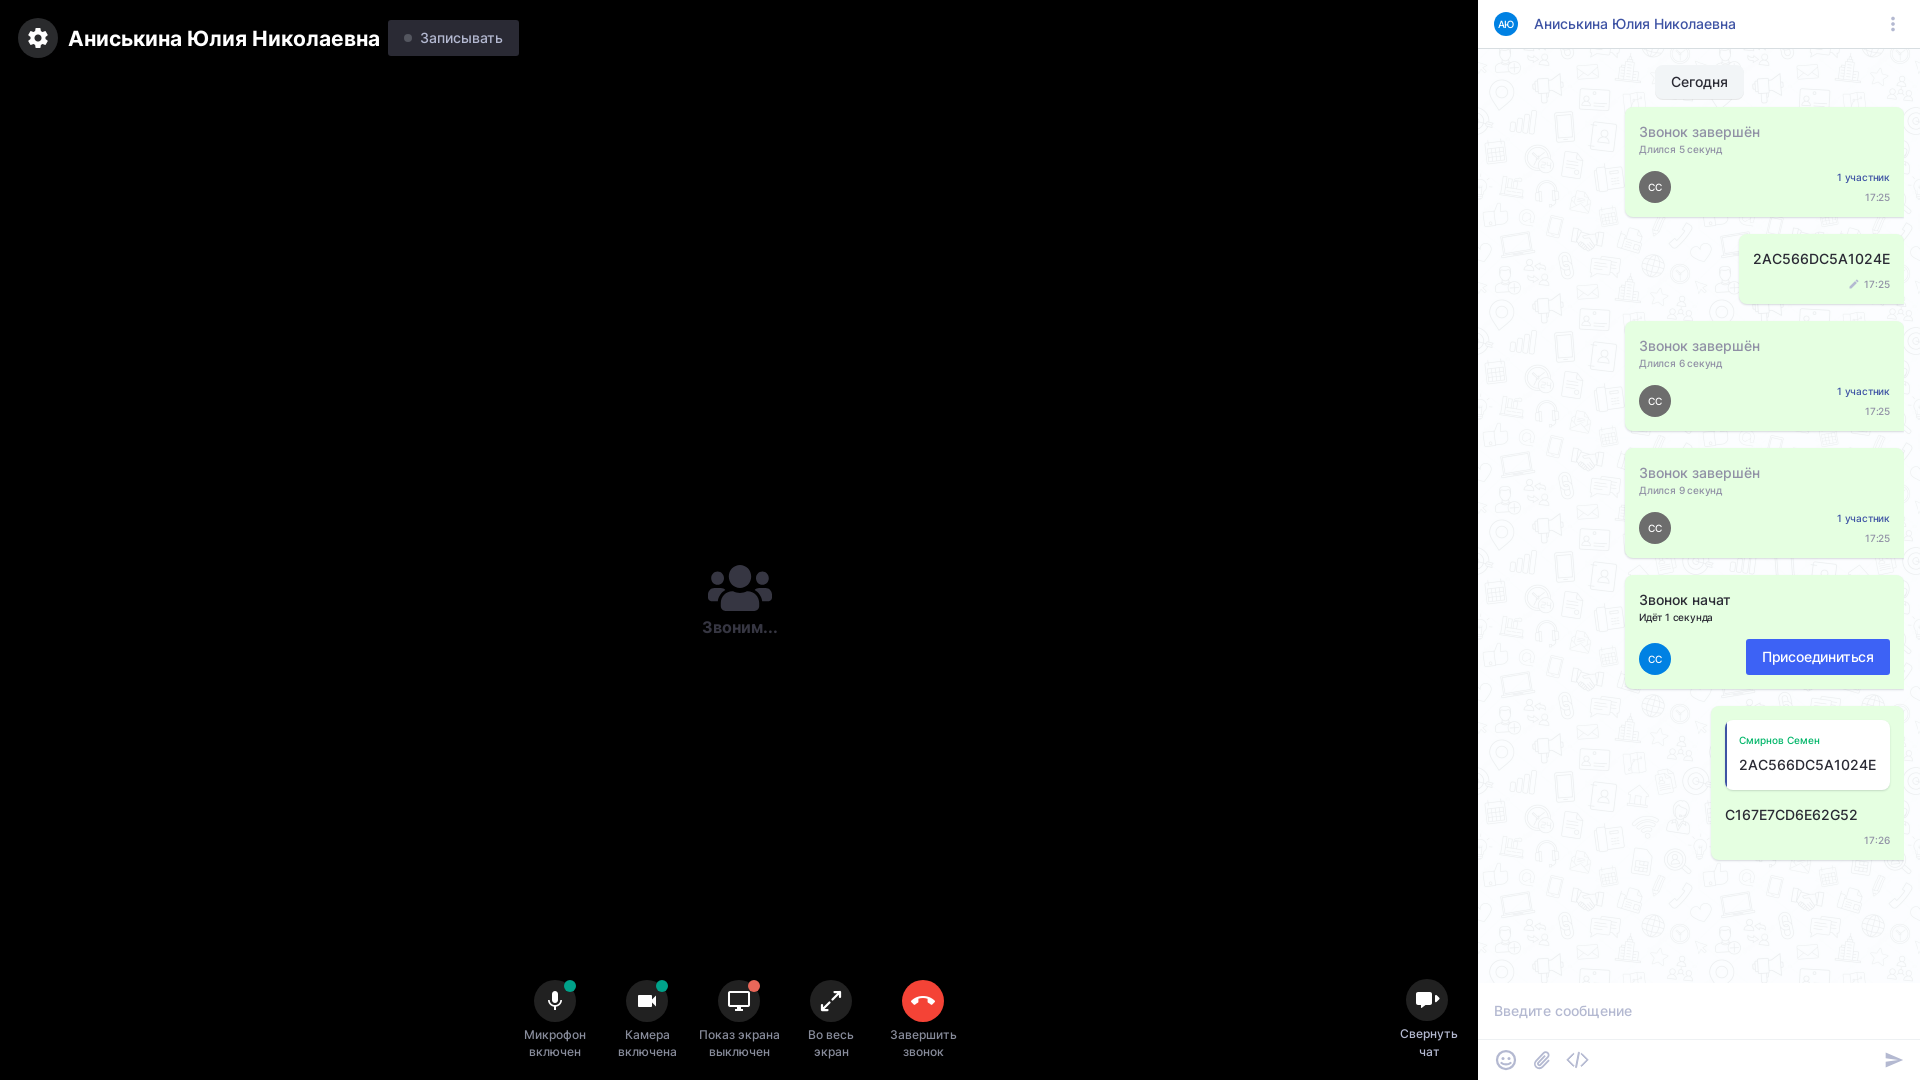 Аниськина Юлия Николаевна
Записывать
Звоним...
Микрофон
включен
Камера
включена
Показ экрана
выключен
Во весь
экран
Завершить
звонок
Свернуть
чат
АЮ
Аниськина Юлия Николаевна
Сегодня
Звонок завершён
Длился 5 секунд
СС
1 участник
17:25
2AC566DC5A1024E
17:25
Звонок завершён
Длился 6 секунд
СС
1 участник
17:25
Звонок завершён
Длился 9 секунд
СС
1 участник
17:25
Звонок начат
Идёт 1 секунда
СС
Присоединиться
Смирнов Семен
2AC566DC5A1024E
C167E7CD6E62G52
17:26
Введите сообщение